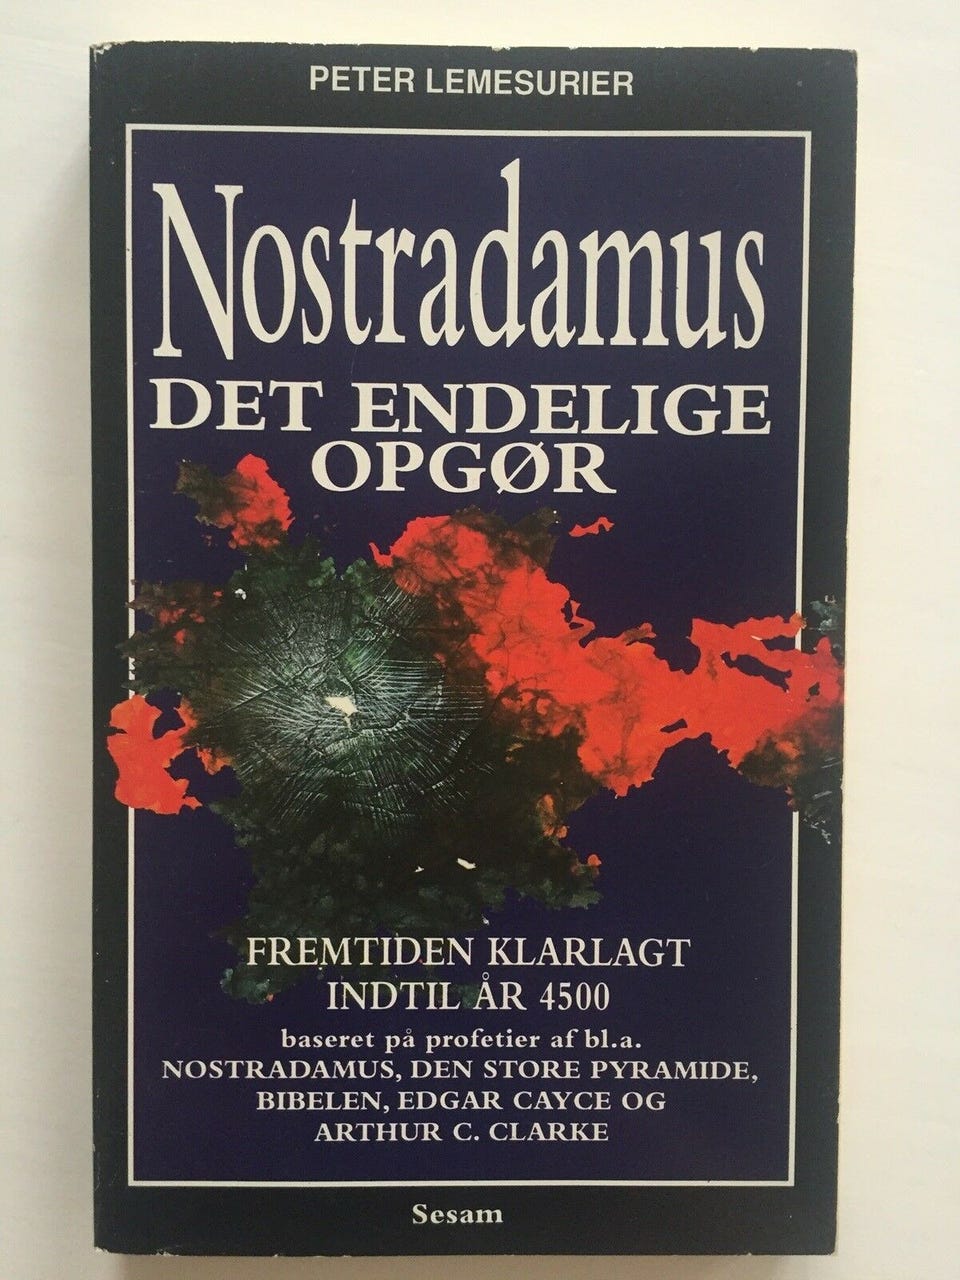 PETER LEMESURIER
Nostradamus
DET ENDELIGE
OPGØR
FREMTIDEN KLARLAGT
INDTIL ÅR 4500
baseret på profetier af bl.a.
NOSTRADAMUS, DEN STORE PYRAMIDE,
BIBELEN, EDGAR CAYCE OG
ARTHUR C. CLARKE
Sesam